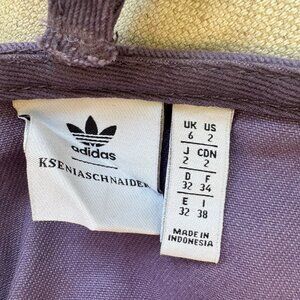 adidas
KSENIASCHNAIDER
UK US
6 2
J CDN
2 2
D F
32 34
E I
32 38
MADE IN
INDONESIA